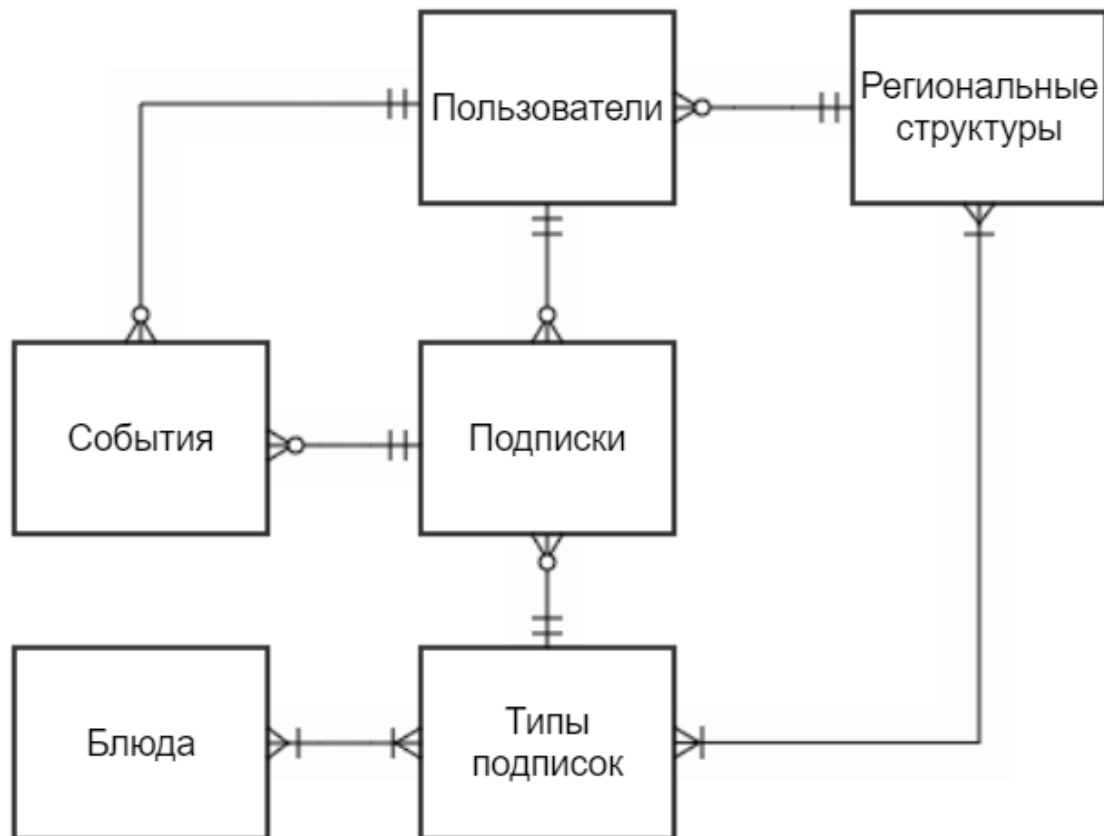 Пользователи
Региональные
структуры
События
Подписки
Блюда
Типы
подписок